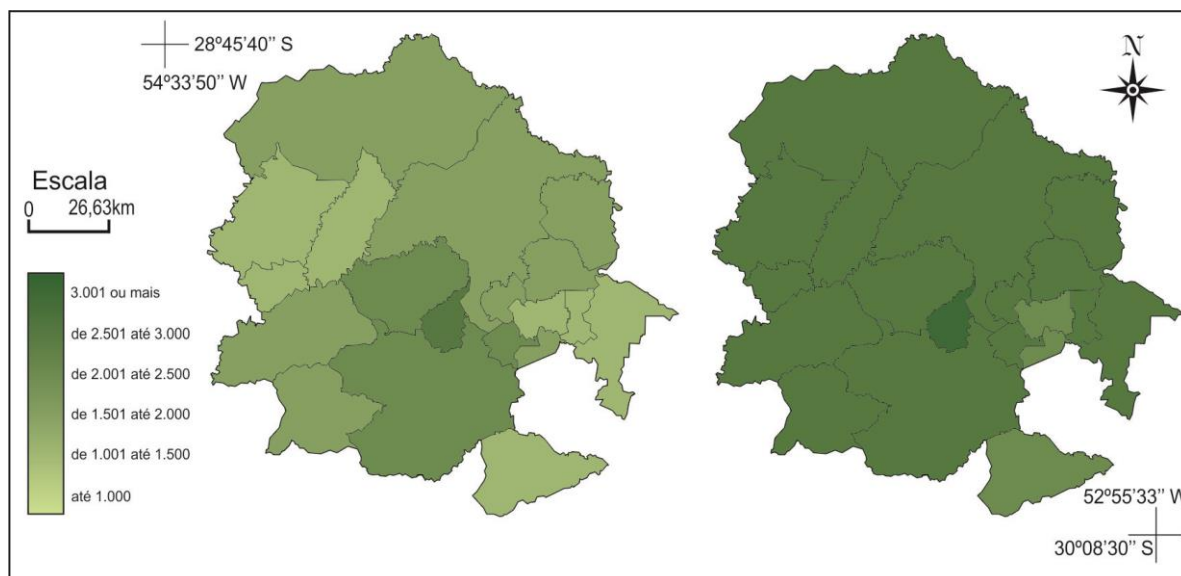 28º45'40’’ S
54º33'50’’ W
N
Escala
0 26,63km
3.001 ou mais
de 2.501 até 3.000
de 2.001 até 2.500
de 1.501 até 2.000
de 1.001 até 1.500
até 1.000
52º55'33’’ W
30º08'30’’ S